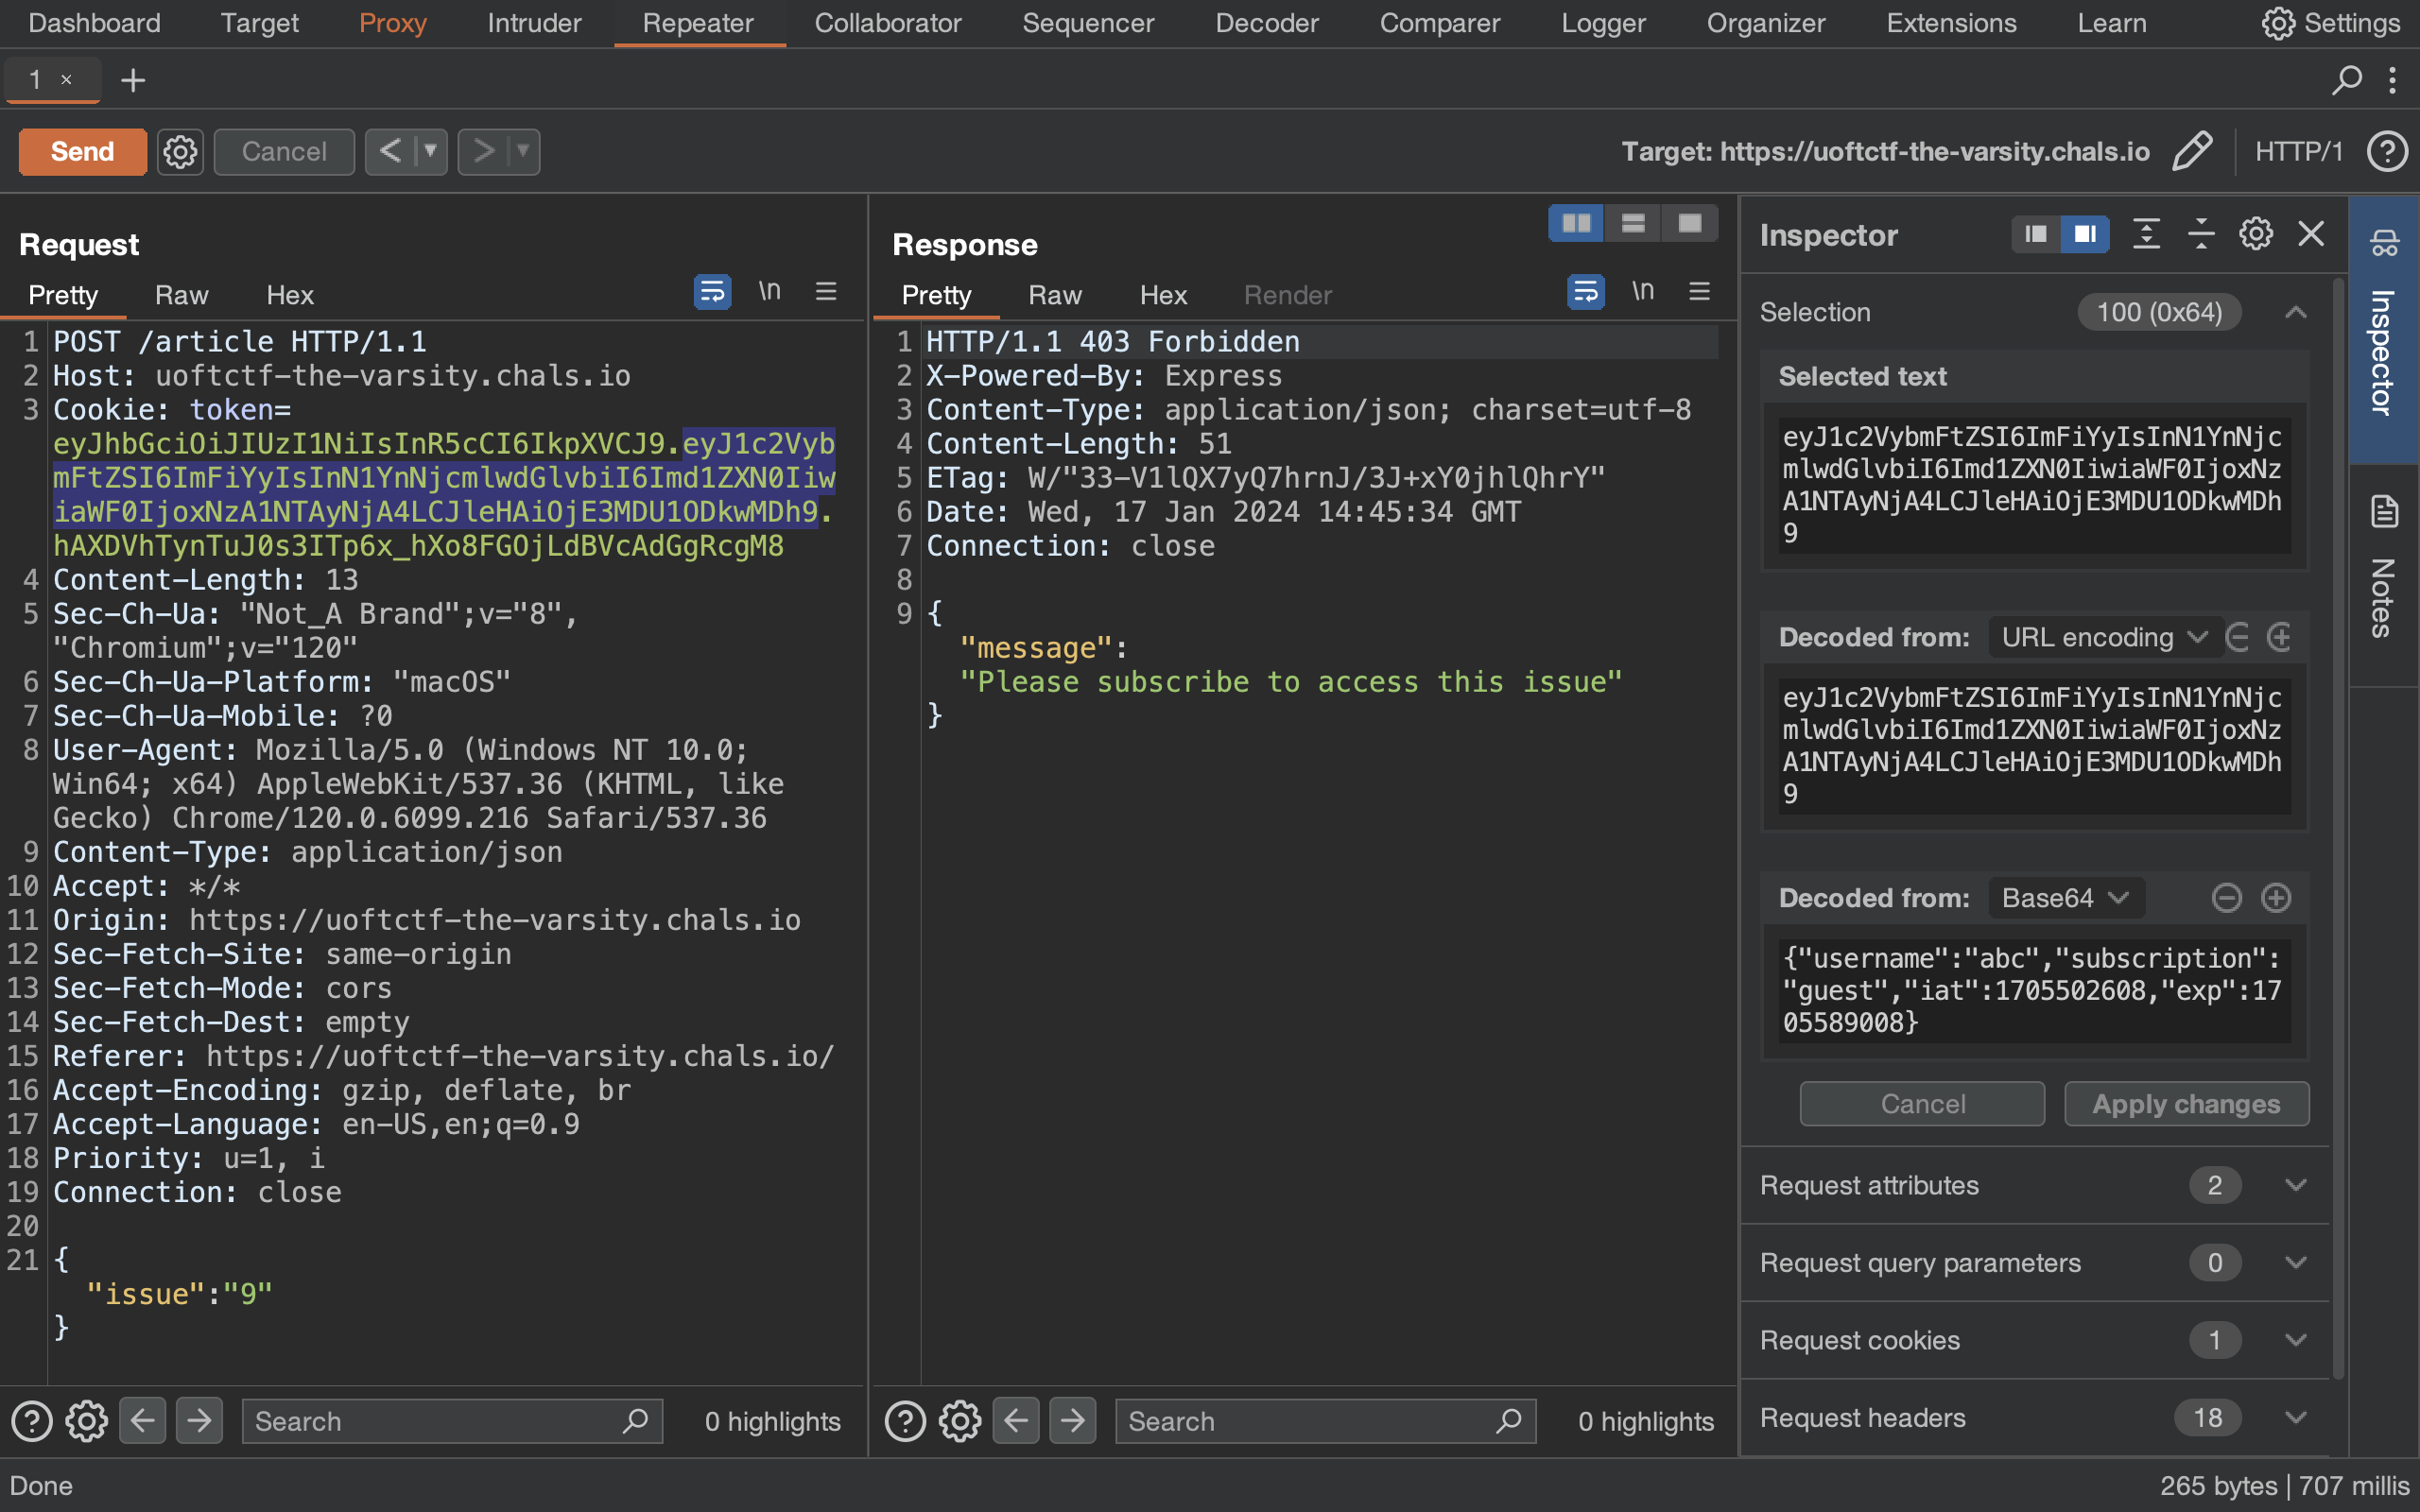 Dashboard Target Proxy Intruder Repeater Collaborator Sequencer Decoder Comparer Logger Organizer Extensions Learn Settings
1 × +
Send Cancel < > Target: https://uoftctf-the-varsity.chals.io HTTP/1 ?
Request
Pretty Raw Hex \n
1 POST /article HTTP/1.1
2 Host: uoftctf-the-varsity.chals.io
3 Cookie: token=
eyJhbGciOiJIUzI1NiIsInR5cCI6IkpXVCJ9.eyJ1c2Vyb
mFtZSI6ImFiYyIsInN1YnNjcmlwdGlvbiI6Imd1ZXN0Iiw
iaWF0IjoxNzA1NTAyNjA4LCJleHAiOjE3MDU1ODkwMDh9.
hAXDVhTynTuJ0s3ITp6x_hXo8FGOjLdBVcAdGgRcgM8
4 Content-Length: 13
5 Sec-Ch-Ua: "Not_A Brand";v="8",
"Chromium";v="120"
6 Sec-Ch-Ua-Platform: "macOS"
7 Sec-Ch-Ua-Mobile: ?0
8 User-Agent: Mozilla/5.0 (Windows NT 10.0;
Win64; x64) AppleWebKit/537.36 (KHTML, like
Gecko) Chrome/120.0.6099.216 Safari/537.36
9 Content-Type: application/json
10 Accept: */*
11 Origin: https://uoftctf-the-varsity.chals.io
12 Sec-Fetch-Site: same-origin
13 Sec-Fetch-Mode: cors
14 Sec-Fetch-Dest: empty
15 Referer: https://uoftctf-the-varsity.chals.io/
16 Accept-Encoding: gzip, deflate, br
17 Accept-Language: en-US,en;q=0.9
18 Priority: u=1, i
19 Connection: close
20
21 {
"issue":"9"
}
? Search 0 highlights
Response
Pretty Raw Hex Render \n
1 HTTP/1.1 403 Forbidden
2 X-Powered-By: Express
3 Content-Type: application/json; charset=utf-8
4 Content-Length: 51
5 ETag: W/"33-V1lQX7yQ7hrnJ/3J+xY0jhlQhrY"
6 Date: Wed, 17 Jan 2024 14:45:34 GMT
7 Connection: close
8
9 {
"message":
"Please subscribe to access this issue"
}
? Search 0 highlights
Inspector
Selection 100 (0x64)
Selected text
eyJ1c2VybmFtZSI6ImFiYyIsInN1YnNjc
mlwdGlvbiI6Imd1ZXN0IiwiaWF0IjoxNz
A1NTAyNjA4LCJleHAiOjE3MDU1ODkwMDh
9
Decoded from: URL encoding
eyJ1c2VybmFtZSI6ImFiYyIsInN1YnNjc
mlwdGlvbiI6Imd1ZXN0IiwiaWF0IjoxNz
A1NTAyNjA4LCJleHAiOjE3MDU1ODkwMDh
9
Decoded from: Base64
{"username":"abc","subscription":
"guest","iat":1705502608,"exp":17
05589008}
Cancel Apply changes
Request attributes 2
Request query parameters 0
Request cookies 1
Request headers 18
Inspector
Notes
Done 265 bytes | 707 millis